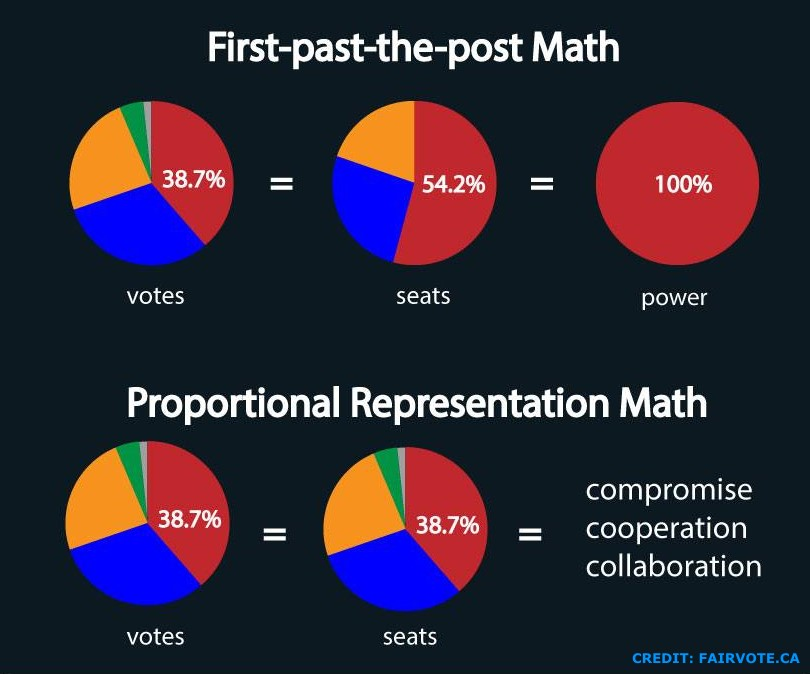 First-past-the-post Math
38.7%
=
54.2%
=
100%
votes
seats
power
Proportional Representation Math
38.7%
=
38.7%
=
compromise
cooperation
collaboration
votes
seats
CREDIT: FAIRVOTE.CA